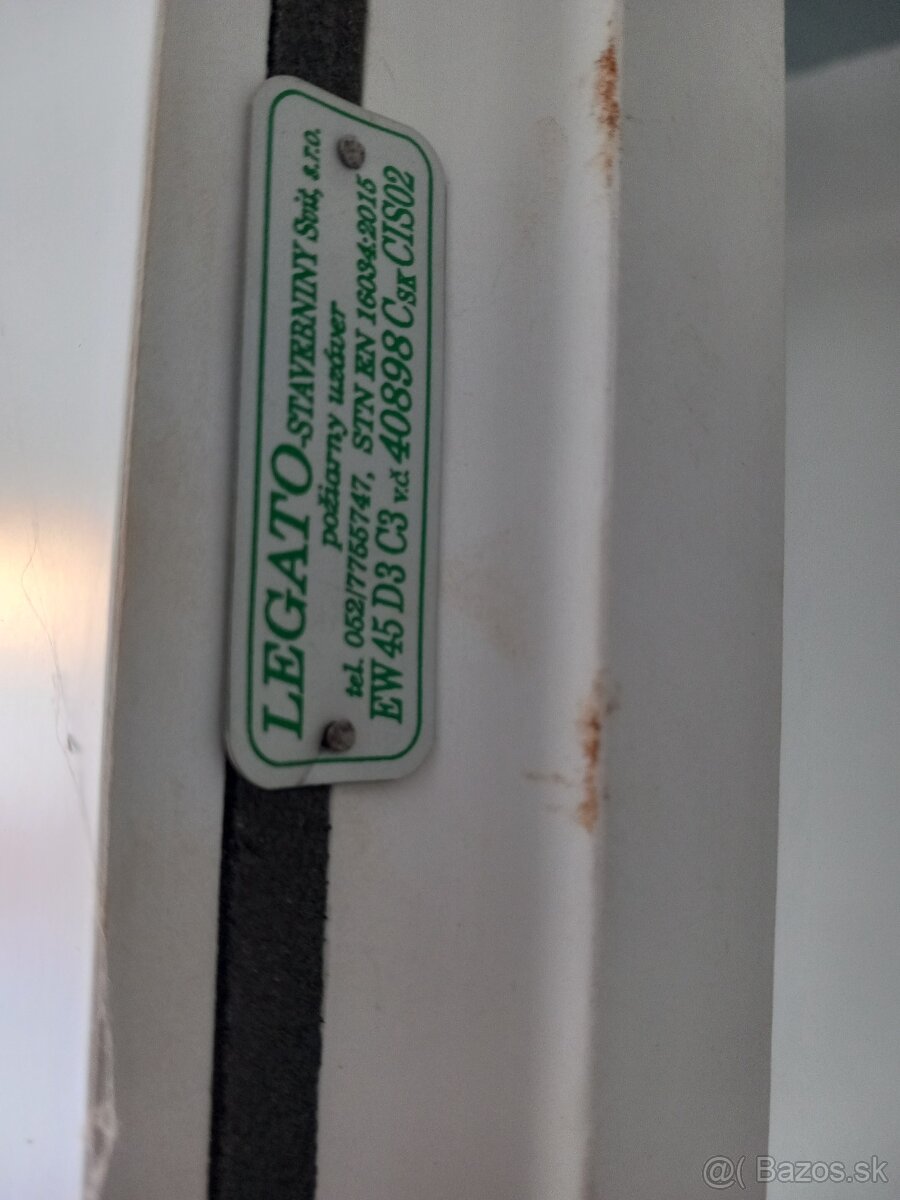 LEGATO-STAVEBNINY Svit, s.r.o.
požiarny uzáver
tel. 052/7755747, STN EN 16034:2015
EW 45 D3 C3 v.č. 40898 CSK CIS02
@( Bazos.sk